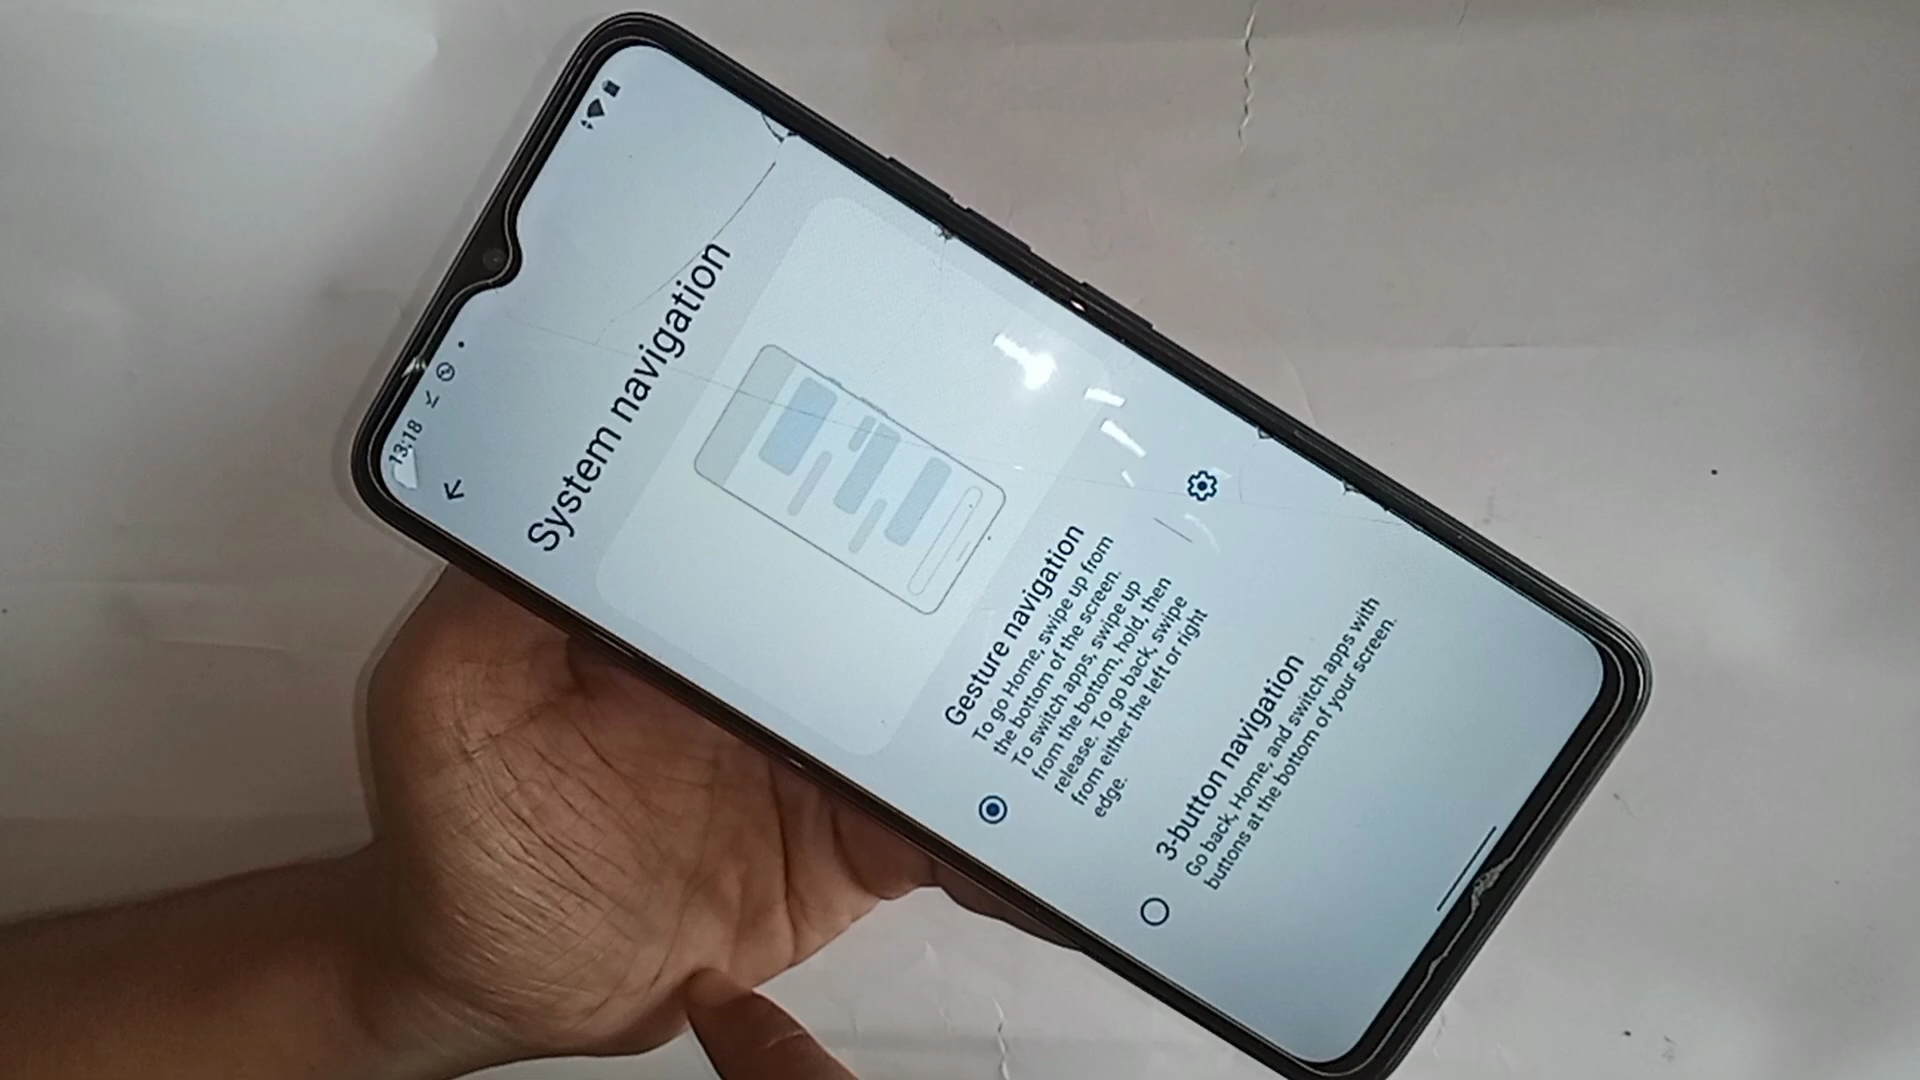 13:18
System navigation
Gesture navigation
To go Home, swipe up from
the bottom of the screen.
To switch apps, swipe up
from the bottom, hold, then
release. To go back, swipe
from either the left or right
edge.
3-button navigation
Go back, Home, and switch apps with
buttons at the bottom of your screen.